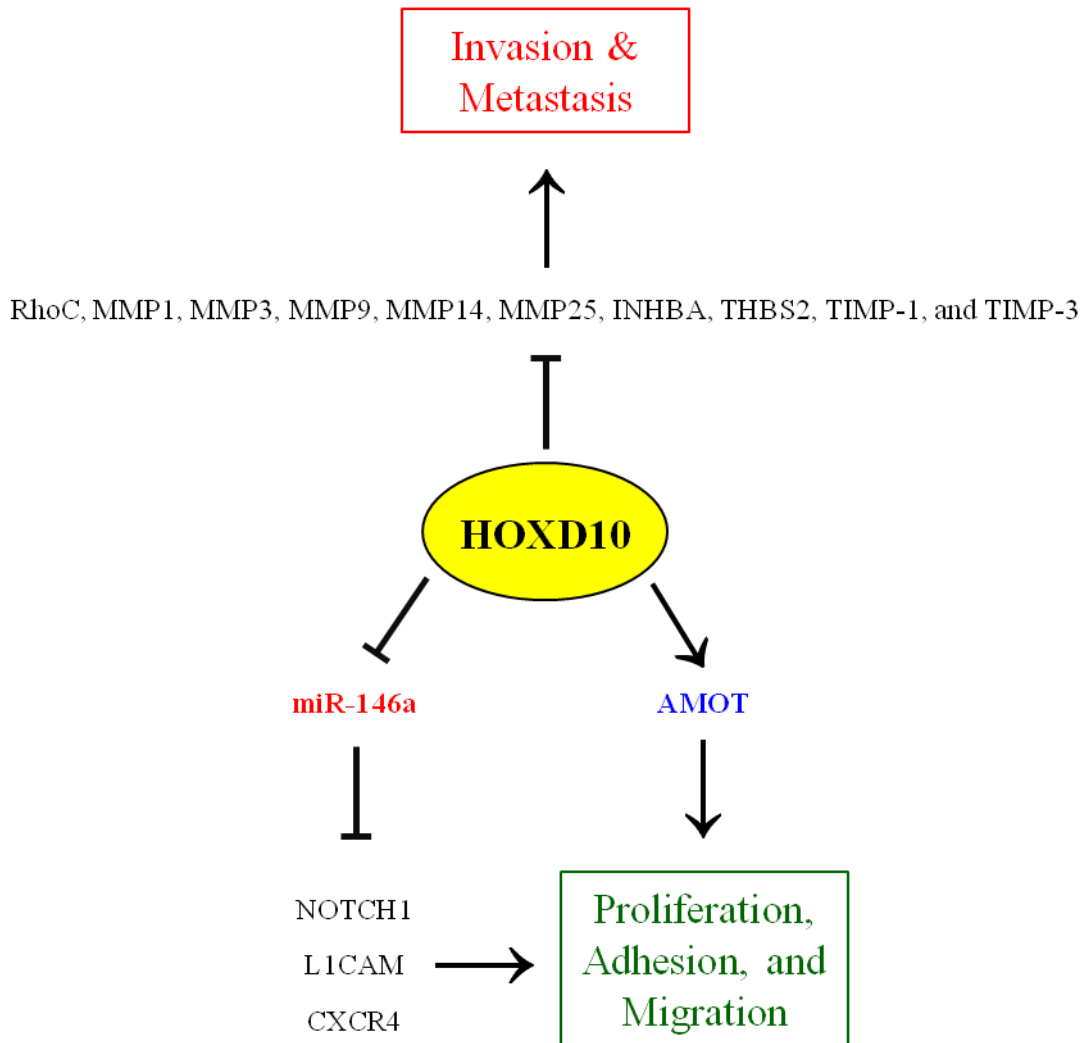 Invasion &
Metastasis
RhoC, MMP1, MMP3, MMP9, MMP14, MMP25, INHBA, THBS2, TIMP-1, and TIMP-3
HOXD10
miR-146a
AMOT
NOTCH1
L1CAM
CXCR4
Proliferation,
Adhesion, and
Migration